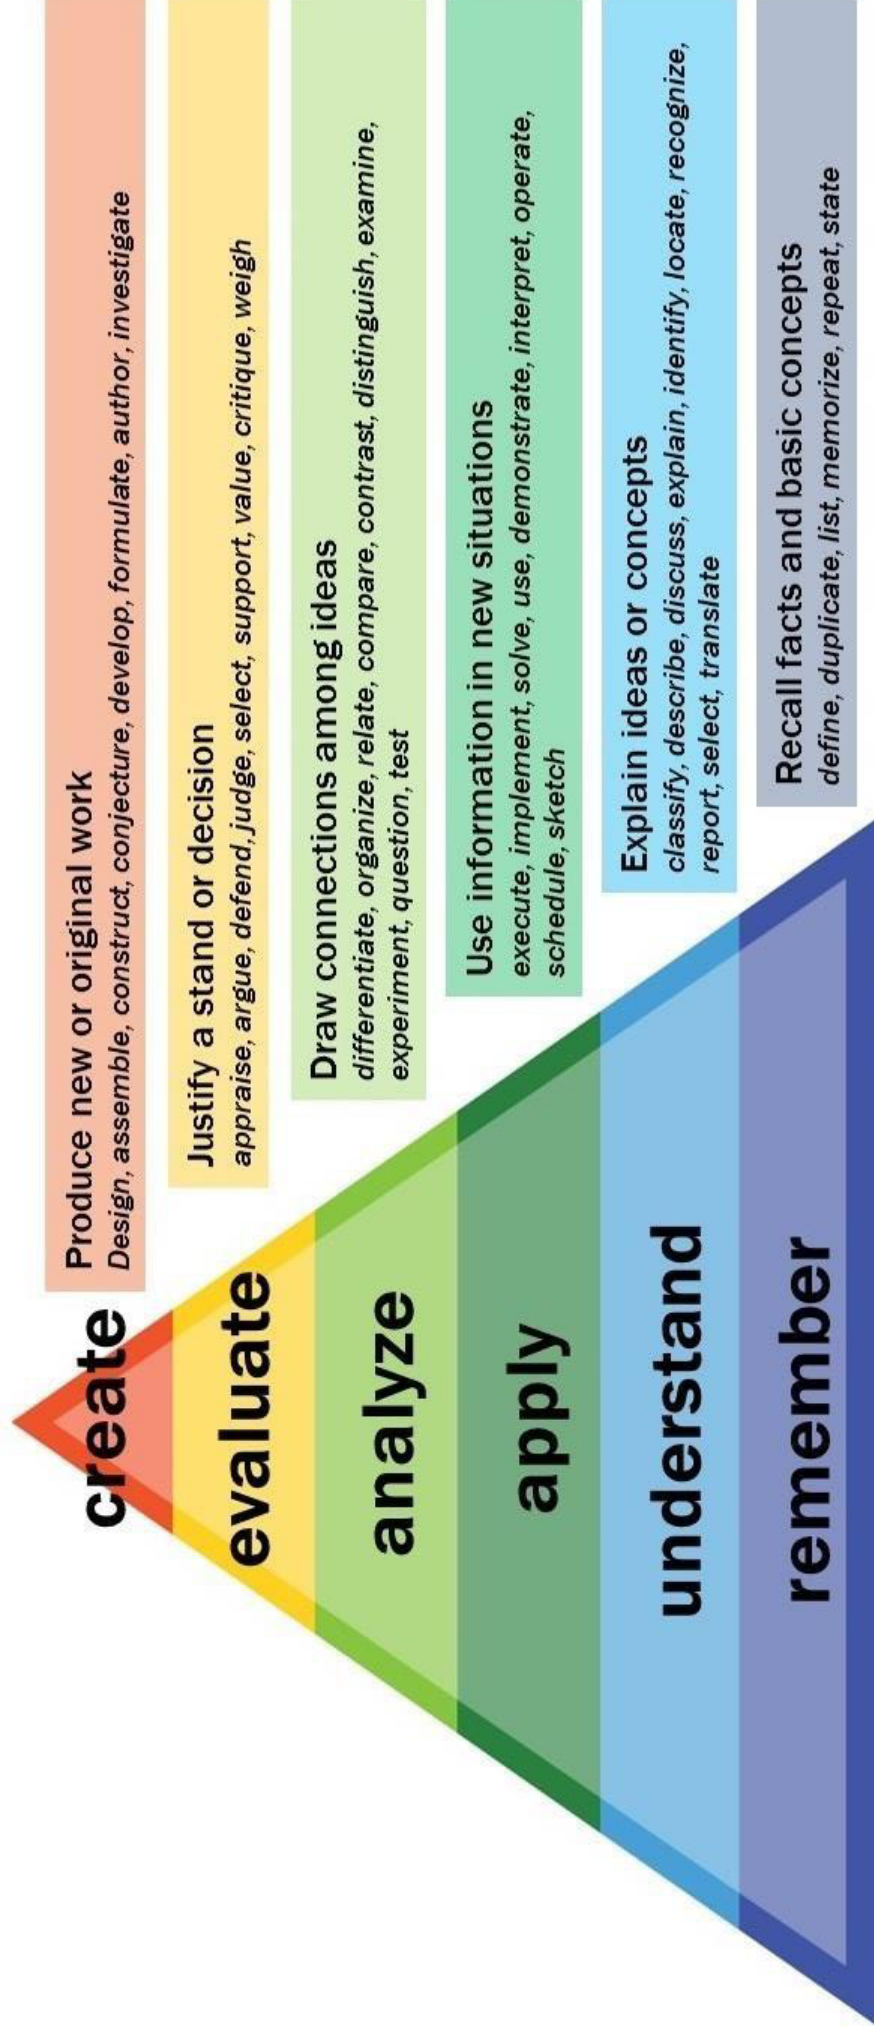 create
Produce new or original work
Design, assemble, construct, conjecture, develop, formulate, author, investigate
evaluate
Justify a stand or decision
appraise, argue, defend, judge, select, support, value, critique, weigh
analyze
Draw connections among ideas
differentiate, organize, relate, compare, contrast, distinguish, examine,
experiment, question, test
apply
Use information in new situations
execute, implement, solve, use, demonstrate, interpret, operate,
schedule, sketch
understand
Explain ideas or concepts
classify, describe, discuss, explain, identify, locate, recognize,
report, select, translate
remember
Recall facts and basic concepts
define, duplicate, list, memorize, repeat, state